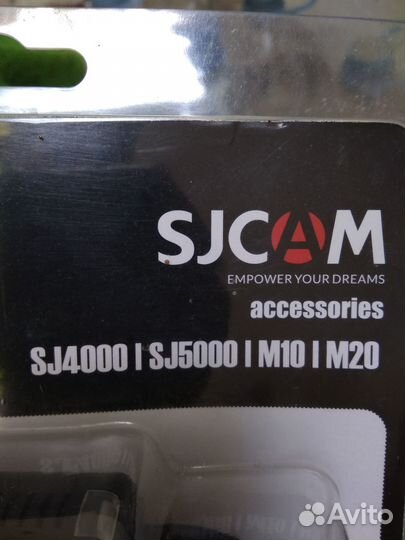 SJCAM
EMPOWER YOUR DREAMS
accessories
SJ4000 | SJ5000 | M10 | M20
Avito